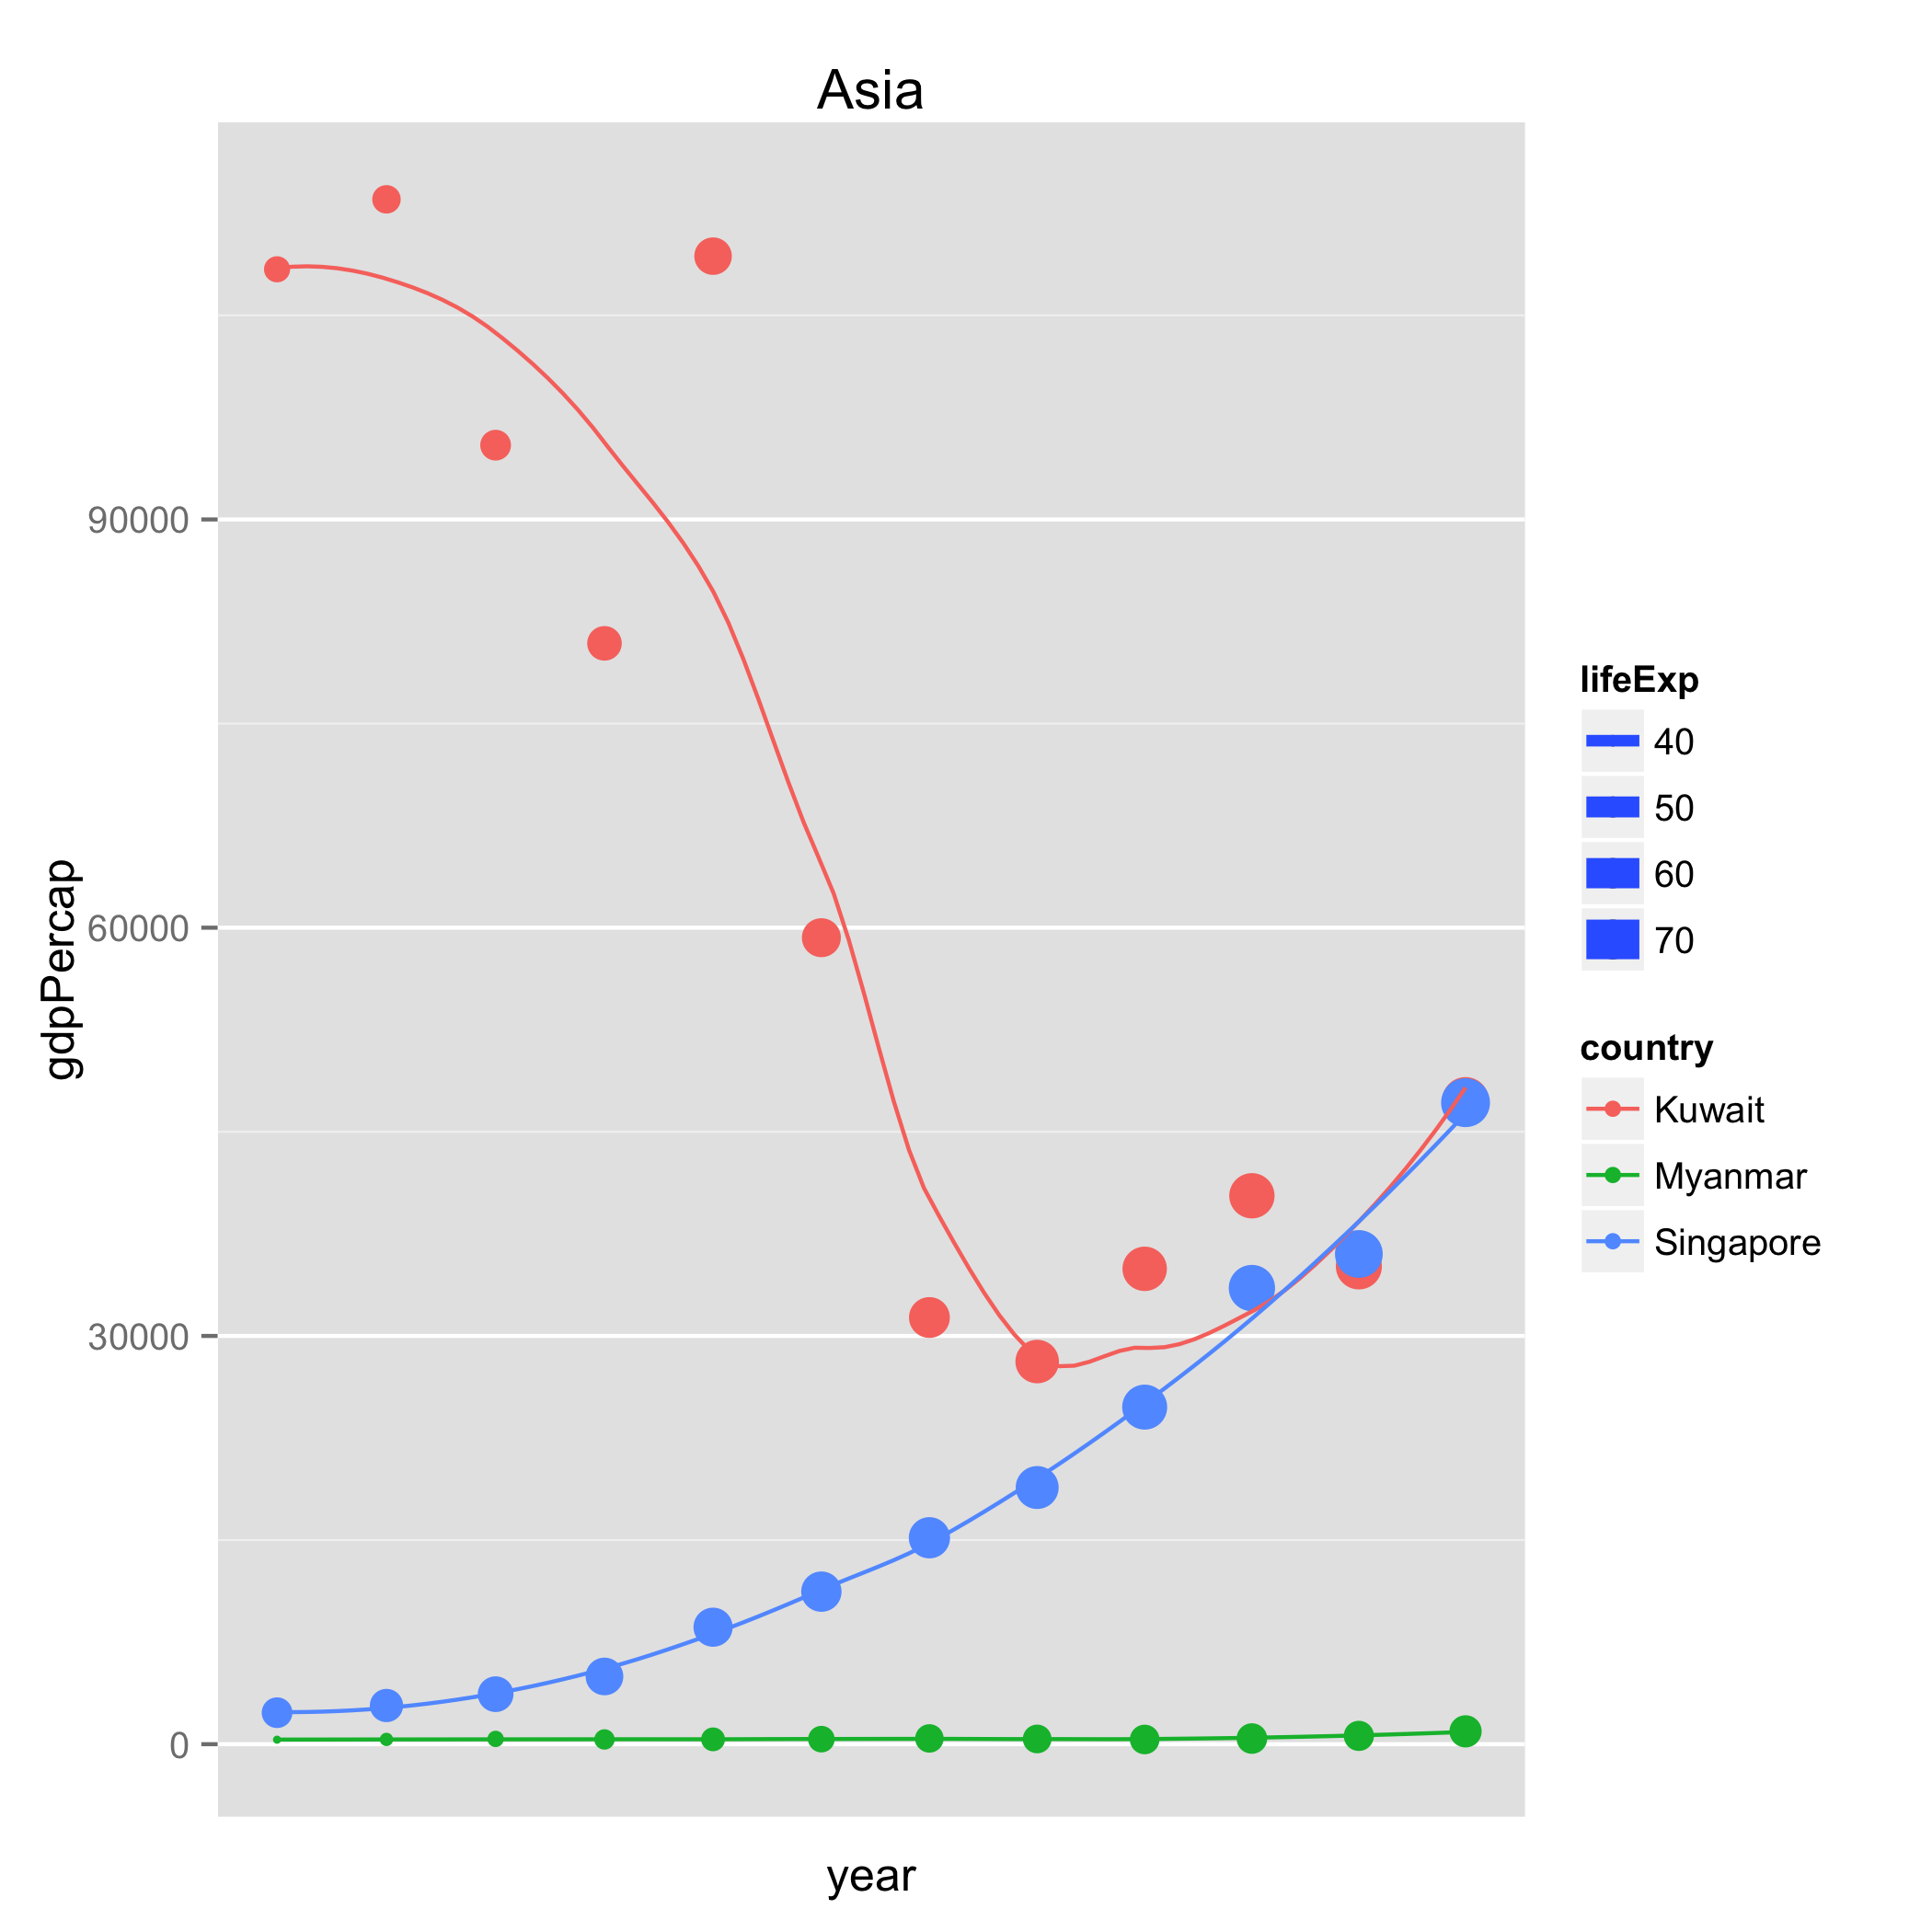 Asia
gdpPercap
90000
60000
30000
0
year
lifeExp
40
50
60
70
country
Kuwait
Myanmar
Singapore